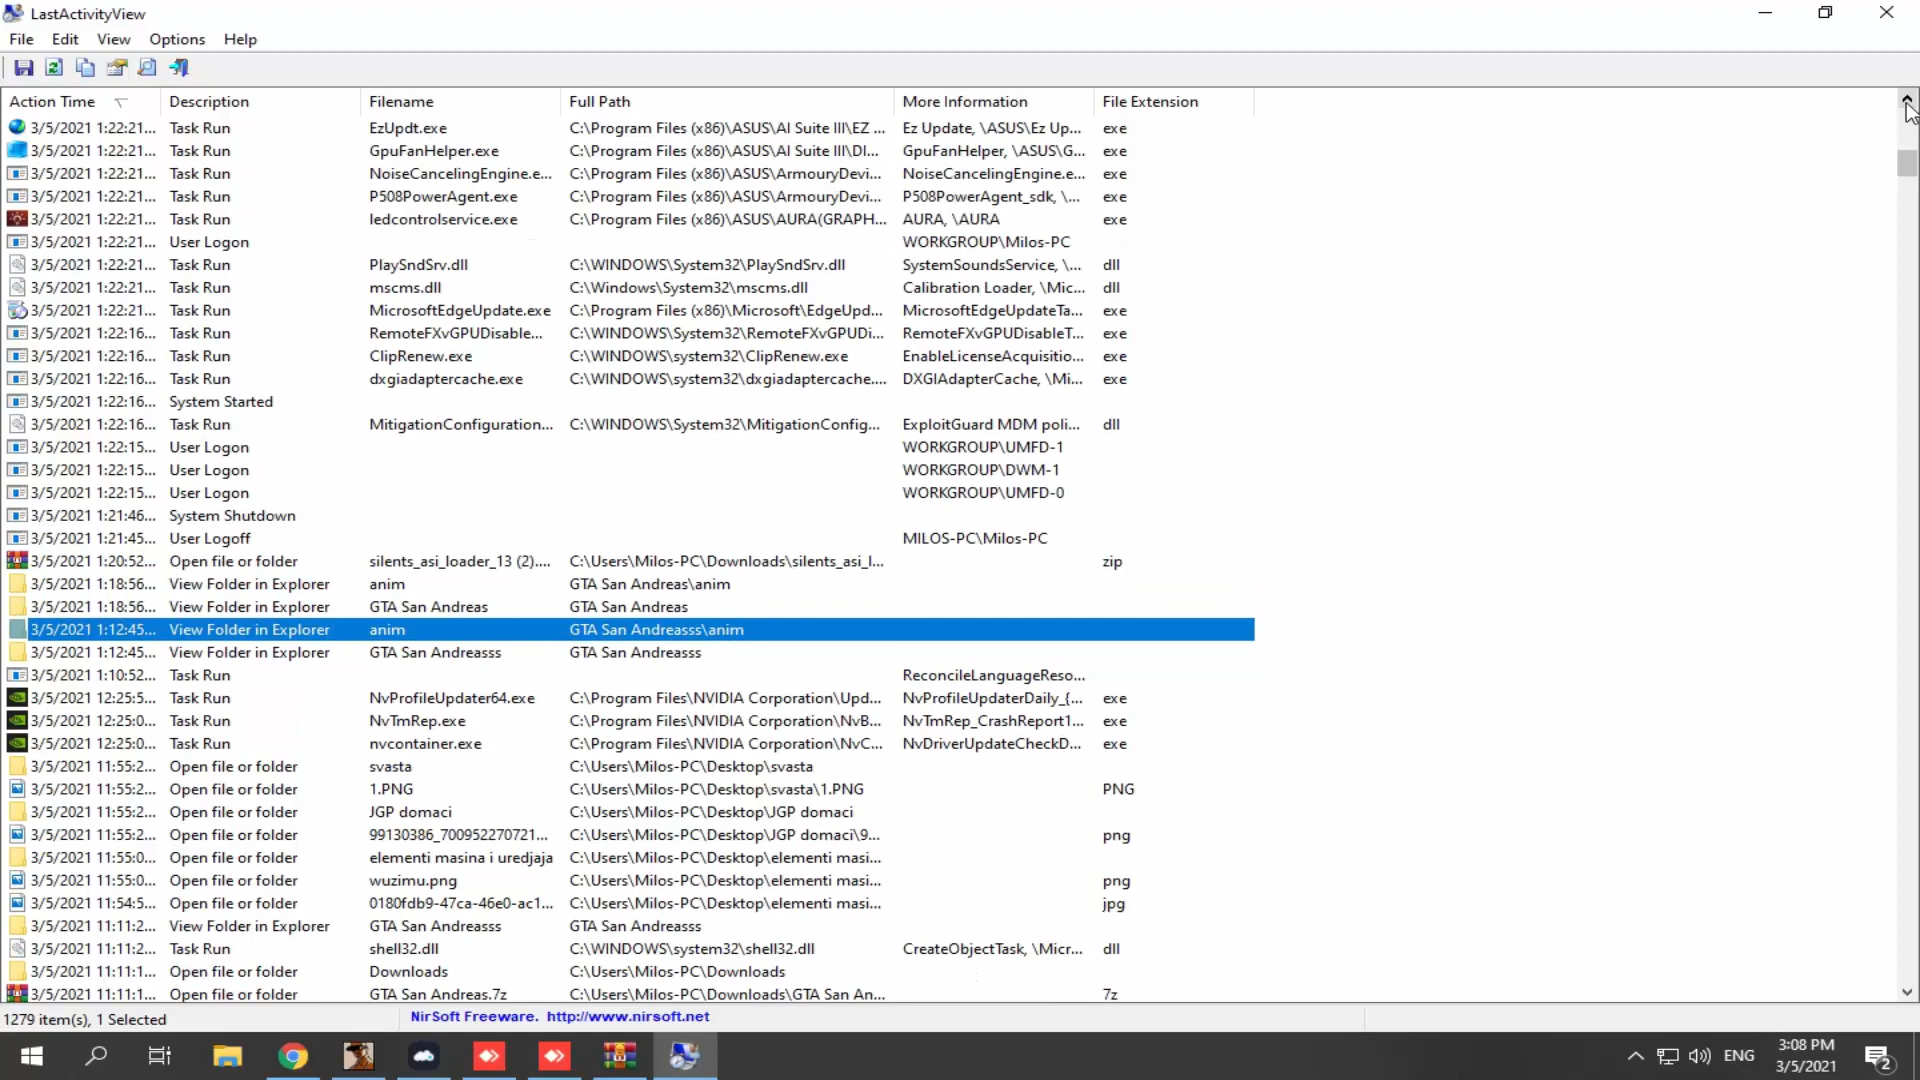 LastActivityView
File Edit View Options Help
Action Time Description Filename Full Path More Information File Extension
3/5/2021 1:22:21... Task Run EzUpdt.exe C:\Program Files (x86)\ASUS\AI Suite III\EZ ... Ez Update, \ASUS\Ez Up... exe
3/5/2021 1:22:21... Task Run GpuFanHelper.exe C:\Program Files (x86)\ASUS\AI Suite III\DI... GpuFanHelper, \ASUS\G... exe
3/5/2021 1:22:21... Task Run NoiseCancelingEngine.e... C:\Program Files (x86)\ASUS\ArmouryDevi... NoiseCancelingEngine.e... exe
3/5/2021 1:22:21... Task Run P508PowerAgent.exe C:\Program Files (x86)\ASUS\ArmouryDevi... P508PowerAgent_sdk, \... exe
3/5/2021 1:22:21... Task Run ledcontrolservice.exe C:\Program Files (x86)\ASUS\AURA(GRAPH... AURA, \AURA exe
3/5/2021 1:22:21... User Logon WORKGROUP\Milos-PC
3/5/2021 1:22:21... Task Run PlaySndSrv.dll C:\WINDOWS\System32\PlaySndSrv.dll SystemSoundsService, \... dll
3/5/2021 1:22:21... Task Run mscms.dll C:\Windows\System32\mscms.dll Calibration Loader, \Mic... dll
3/5/2021 1:22:21... Task Run MicrosoftEdgeUpdate.exe C:\Program Files (x86)\Microsoft\EdgeUpd... MicrosoftEdgeUpdateTa... exe
3/5/2021 1:22:16... Task Run RemoteFXvGPUDisable... C:\WINDOWS\System32\RemoteFXvGPUDi... RemoteFXvGPUDisableT... exe
3/5/2021 1:22:16... Task Run ClipRenew.exe C:\WINDOWS\system32\ClipRenew.exe EnableLicenseAcquisitio... exe
3/5/2021 1:22:16... Task Run dxgiadaptercache.exe C:\WINDOWS\system32\dxgiadaptercache.... DXGIAdapterCache, \Mi... exe
3/5/2021 1:22:16... System Started
3/5/2021 1:22:16... Task Run MitigationConfiguration... C:\WINDOWS\System32\MitigationConfig... ExploitGuard MDM poli... dll
3/5/2021 1:22:15... User Logon WORKGROUP\UMFD-1
3/5/2021 1:22:15... User Logon WORKGROUP\DWM-1
3/5/2021 1:22:15... User Logon WORKGROUP\UMFD-0
3/5/2021 1:21:46... System Shutdown
3/5/2021 1:21:45... User Logoff MILOS-PC\Milos-PC
3/5/2021 1:20:52... Open file or folder silents_asi_loader_13 (2).... C:\Users\Milos-PC\Downloads\silents_asi_l... zip
3/5/2021 1:18:56... View Folder in Explorer anim GTA San Andreas\anim
3/5/2021 1:18:56... View Folder in Explorer GTA San Andreas GTA San Andreas
3/5/2021 1:12:45... View Folder in Explorer anim GTA San Andreasss\anim
3/5/2021 1:12:45... View Folder in Explorer GTA San Andreasss GTA San Andreasss
3/5/2021 1:10:52... Task Run ReconcileLanguageReso...
3/5/2021 12:25:5... Task Run NvProfileUpdater64.exe C:\Program Files\NVIDIA Corporation\Upd... NvProfileUpdaterDaily_{... exe
3/5/2021 12:25:0... Task Run NvTmRep.exe C:\Program Files\NVIDIA Corporation\NvB... NvTmRep_CrashReport1... exe
3/5/2021 12:25:0... Task Run nvcontainer.exe C:\Program Files\NVIDIA Corporation\NvC... NvDriverUpdateCheckD... exe
3/5/2021 11:55:2... Open file or folder svasta C:\Users\Milos-PC\Desktop\svasta
3/5/2021 11:55:2... Open file or folder 1.PNG C:\Users\Milos-PC\Desktop\svasta\1.PNG PNG
3/5/2021 11:55:2... Open file or folder JGP domaci C:\Users\Milos-PC\Desktop\JGP domaci
3/5/2021 11:55:2... Open file or folder 99130386_700952270721... C:\Users\Milos-PC\Desktop\JGP domaci\9... png
3/5/2021 11:55:0... Open file or folder elementi masina i uredjaja C:\Users\Milos-PC\Desktop\elementi masi...
3/5/2021 11:55:0... Open file or folder wuzimu.png C:\Users\Milos-PC\Desktop\elementi masi... png
3/5/2021 11:54:5... Open file or folder 0180fdb9-47ca-46e0-ac1... C:\Users\Milos-PC\Desktop\elementi masi... jpg
3/5/2021 11:11:2... View Folder in Explorer GTA San Andreasss GTA San Andreasss
3/5/2021 11:11:2... Task Run shell32.dll C:\WINDOWS\system32\shell32.dll CreateObjectTask, \Micr... dll
3/5/2021 11:11:1... Open file or folder Downloads C:\Users\Milos-PC\Downloads
3/5/2021 11:11:1... Open file or folder GTA San Andreas.7z C:\Users\Milos-PC\Downloads\GTA San An... 7z
1279 item(s), 1 Selected NirSoft Freeware. http://www.nirsoft.net
ENG 3:08 PM 2
3/5/2021